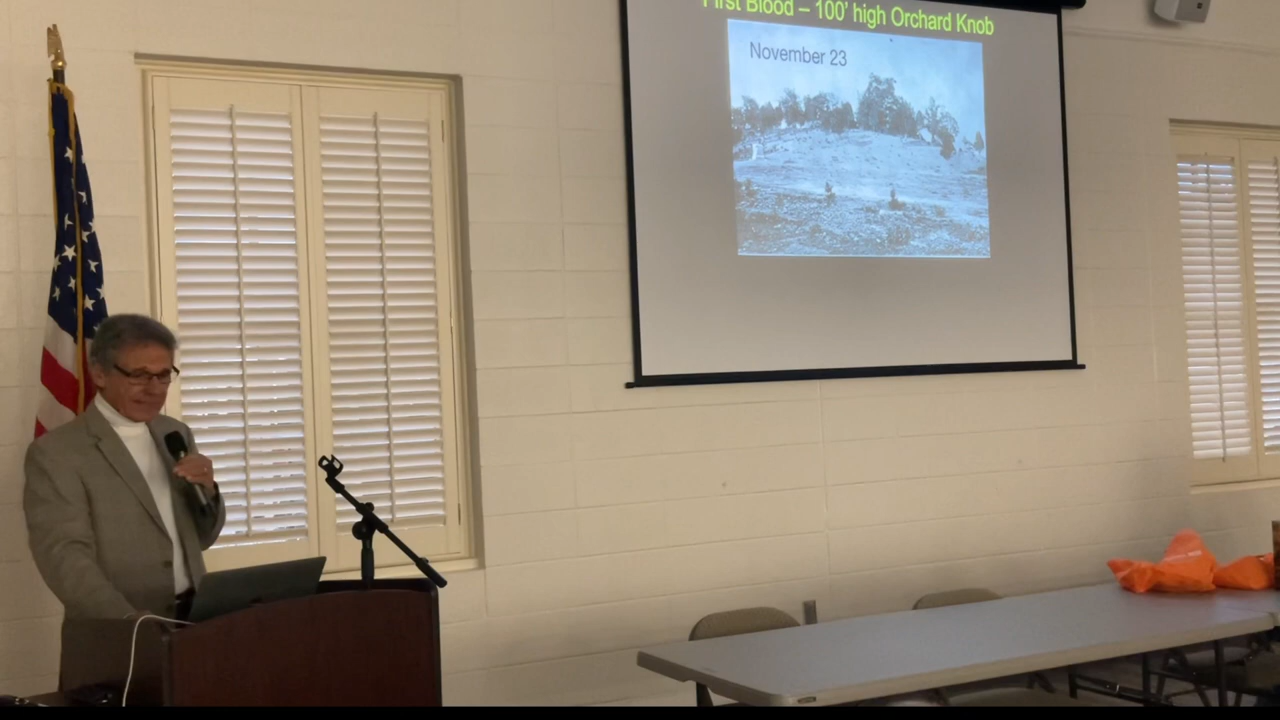 First Blood – 100' high Orchard Knob
November 23